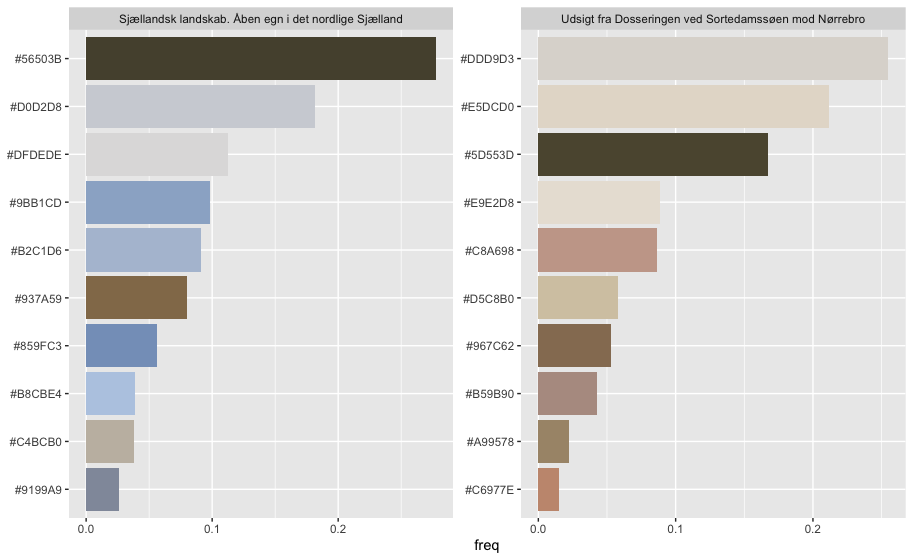 Sjællandsk landskab. Åben egn i det nordlige Sjælland
#56503B
#D0D2D8
#DFDEDE
#9BB1CD
#B2C1D6
#937A59
#859FC3
#B8CBE4
#C4BCB0
#9199A9
0.0 0.1 0.2
Udsigt fra Dosseringen ved Sortedamssøen mod Nørrebro
#DDD9D3
#E5DCD0
#5D553D
#E9E2D8
#C8A698
#D5C8B0
#967C62
#B59B90
#A99578
#C6977E
0.0 0.1 0.2
freq